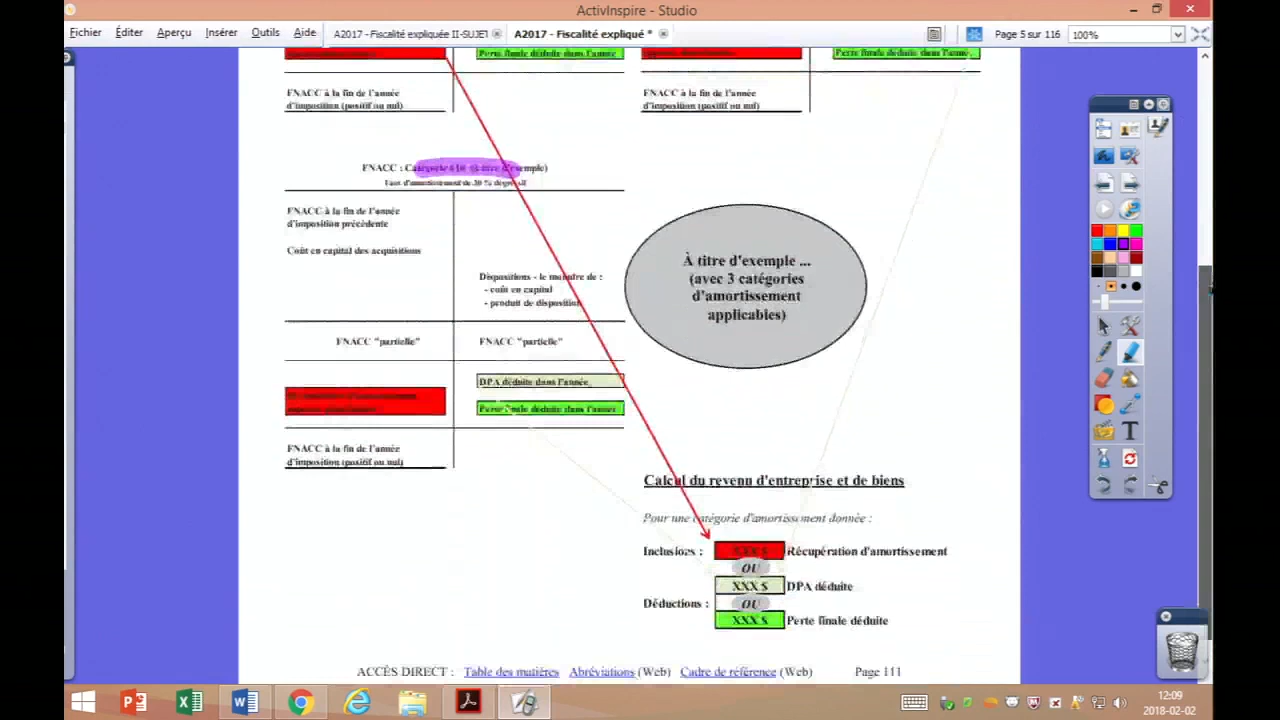 ActivInspire - Studio
Fichier Éditer Aperçu Insérer Outils Aide
A2017 - Fiscalité expliquée II-SUJET
A2017 - Fiscalité expliqué *
Page 5 sur 116
100%
Perte finale déduite dans l'année
Perte finale déduite dans l'année
FNACC à la fin de l'année
d'imposition (positif ou nul)
FNACC à la fin de l'année
d'imposition (positif ou nul)
FNACC : Catégorie
d'exemple)
Taux d'amortissement de 30 % dégressif
FNACC à la fin de l'année
d'imposition précédente
Coût en capital des acquisitions
Dispositions - le moindre de :
- coût en capital
- produit de disposition
FNACC "partielle"
FNACC "partielle"
DPA déduite dans l'année
Perte finale déduite dans l'année
FNACC à la fin de l'année
d'imposition (positif ou nul)
À titre d'exemple ...
(avec 3 catégories
d'amortissement
applicables)
Calcul du revenu d'entreprise et de biens
Pour une catégorie d'amortissement donnée :
Inclusions : XXX $ Récupération d'amortissement
OU
XXX $ DPA déduite
Déductions : OU
XXX $ Perte finale déduite
ACCÈS DIRECT : Table des matières Abréviations (Web) Cadre de référence (Web) Page 111
12:09
2018-02-02